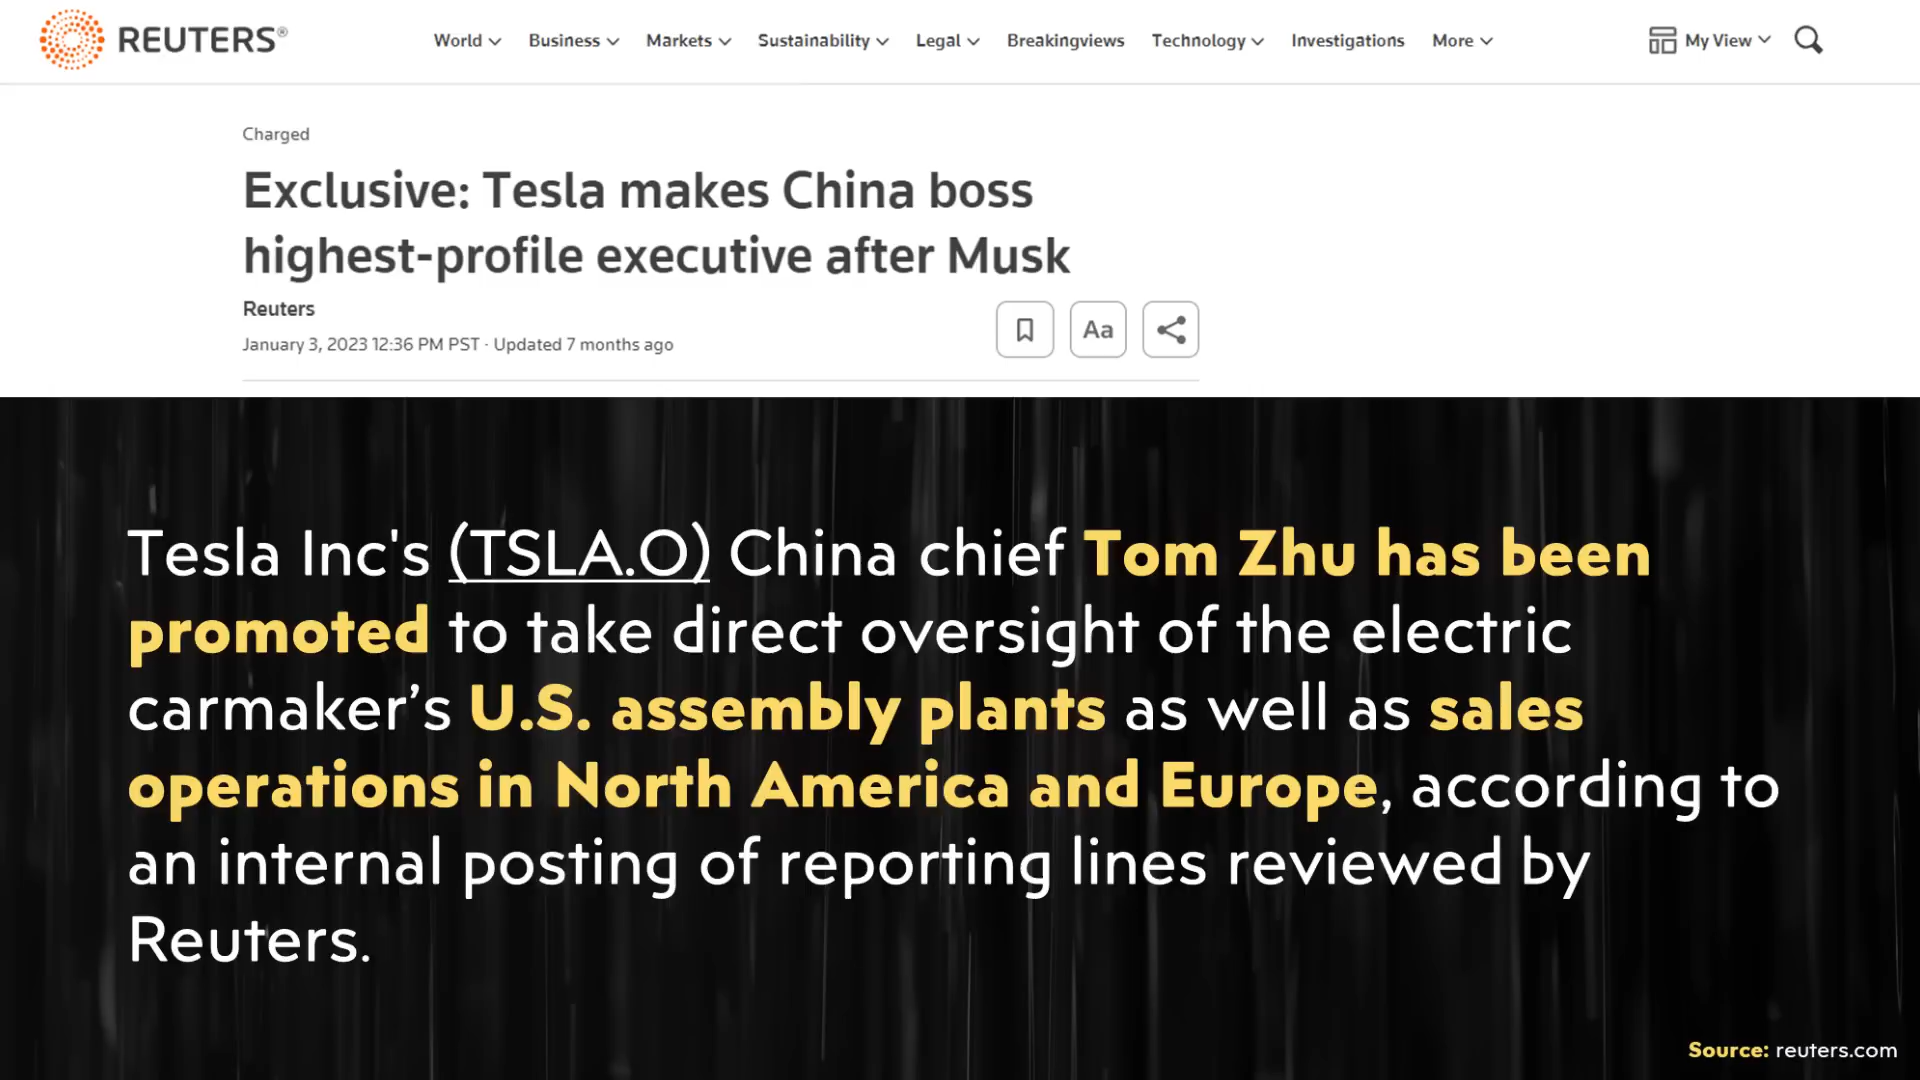 REUTERS®
World Business Markets Sustainability Legal Breakingviews Technology Investigations More My View
Charged
Exclusive: Tesla makes China boss
highest-profile executive after Musk
Reuters
January 3, 2023 12:36 PM PST · Updated 7 months ago
Aa
Tesla Inc's (TSLA.O) China chief Tom Zhu has been
promoted to take direct oversight of the electric
carmaker’s U.S. assembly plants as well as sales
operations in North America and Europe, according to
an internal posting of reporting lines reviewed by
Reuters.
Source: reuters.com